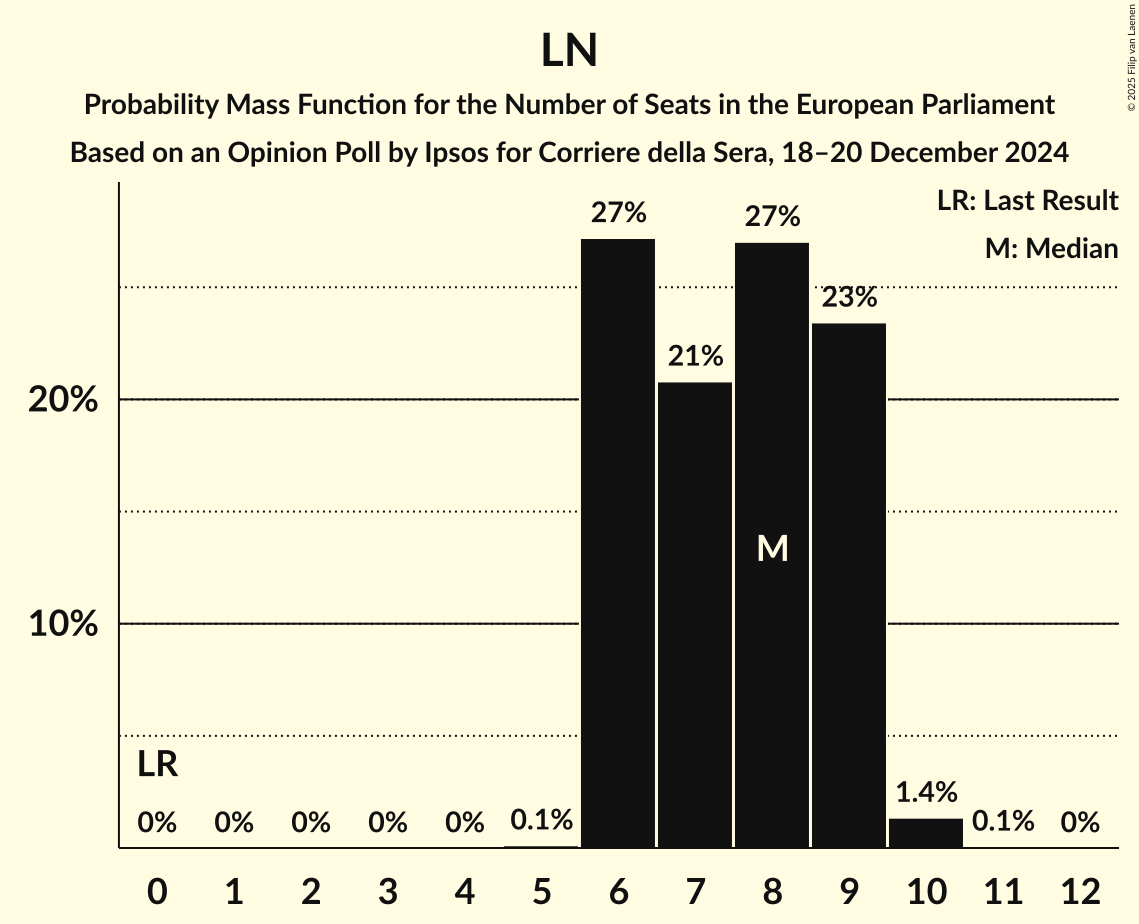 LN
Probability Mass Function for the Number of Seats in the European Parliament
Based on an Opinion Poll by Ipsos for Corriere della Sera, 18–20 December 2024
© 2025 Filip van Laenen
LR: Last Result
M: Median
27%
27%
23%
21%
20%
M
10%
LR
0%
0%
0%
0%
0%
0.1%
1.4%
0.1%
0%
0 1 2 3 4 5 6 7 8 9 10 11 12